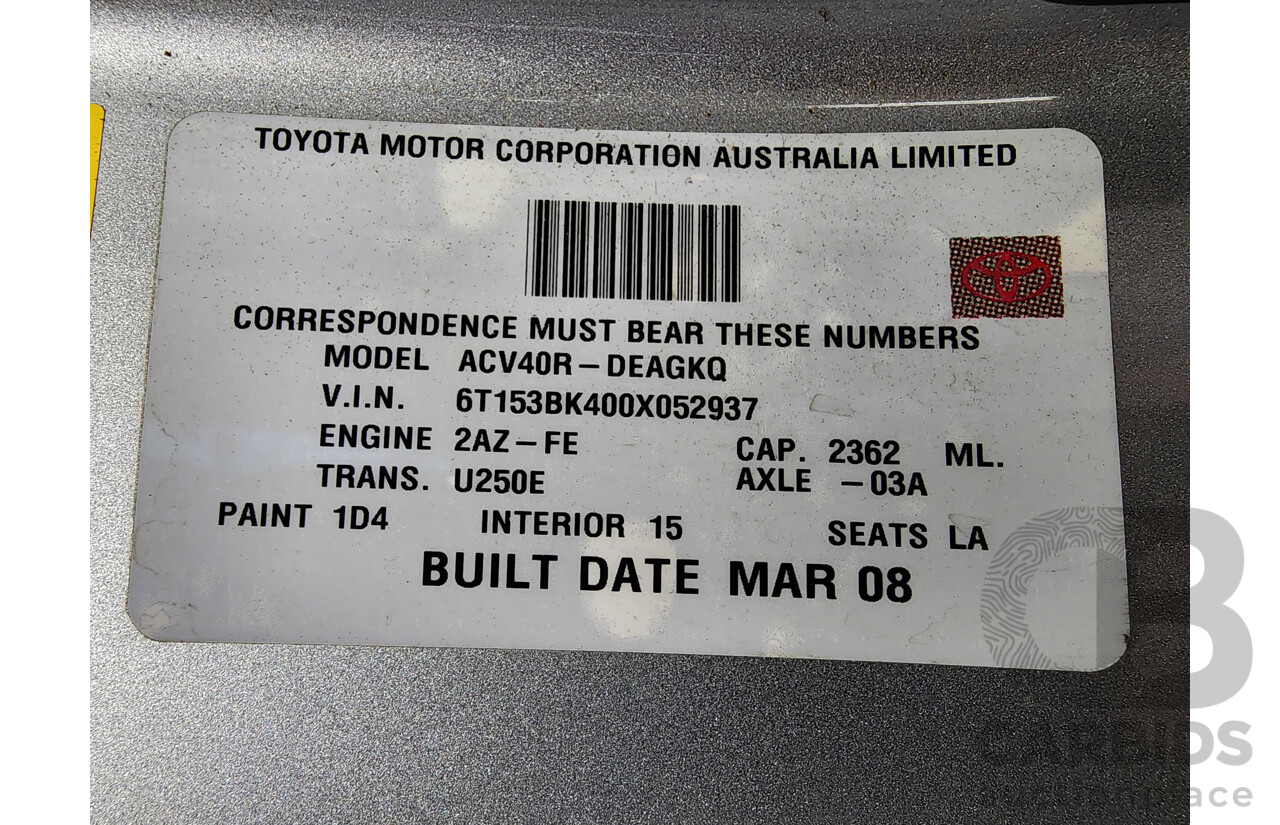 TOYOTA MOTOR CORPORATION AUSTRALIA LIMITED
CORRESPONDENCE MUST BEAR THESE NUMBERS
MODEL ACV40R-DEAGKQ
V.I.N. 6T153BK400X052937
ENGINE 2AZ-FE CAP. 2362 ML.
TRANS. U250E AXLE -03A
PAINT 1D4 INTERIOR 15 SEATS LA
BUILT DATE MAR 08
CARBIDS